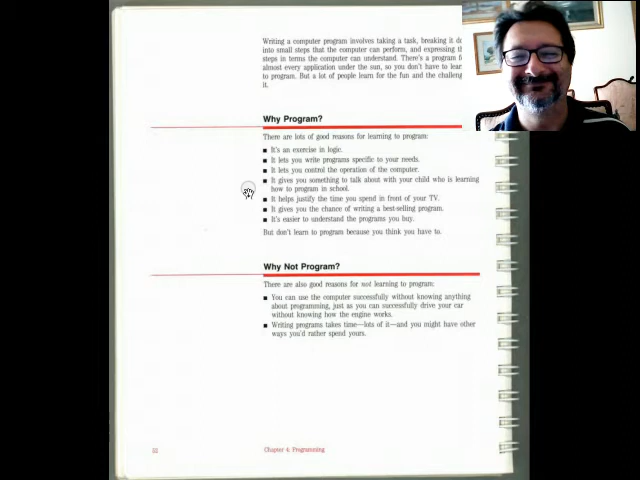 Writing a computer program involves taking a task, breaking it
into small steps that the computer can perform, and expressing
steps in terms the computer can understand. There's a program
almost every application under the sun, so you don't have to
to program. But a lot of people learn for the fun and the
it.
Why Program?
There are lots of good reasons for learning to program:
■ It's an exercise in logic.
■ It lets you write programs specific to your needs.
■ It lets you control the operation of the computer.
■ It gives you something to talk about with your child who is learning
how to program in school.
■ It helps justify the time you spend in front of your TV.
■ It gives you the chance of writing a best-selling program.
■ It's easier to understand the programs you buy.
But don't learn to program because you think you have to.
Why Not Program?
There are also good reasons for not learning to program:
■ You can use the computer successfully without knowing anything
about programming, just as you can successfully drive your car
without knowing how the engine works.
■ Writing programs takes time—lots of it—and you might have other
ways you'd rather spend yours.
Chapter 4: Programming